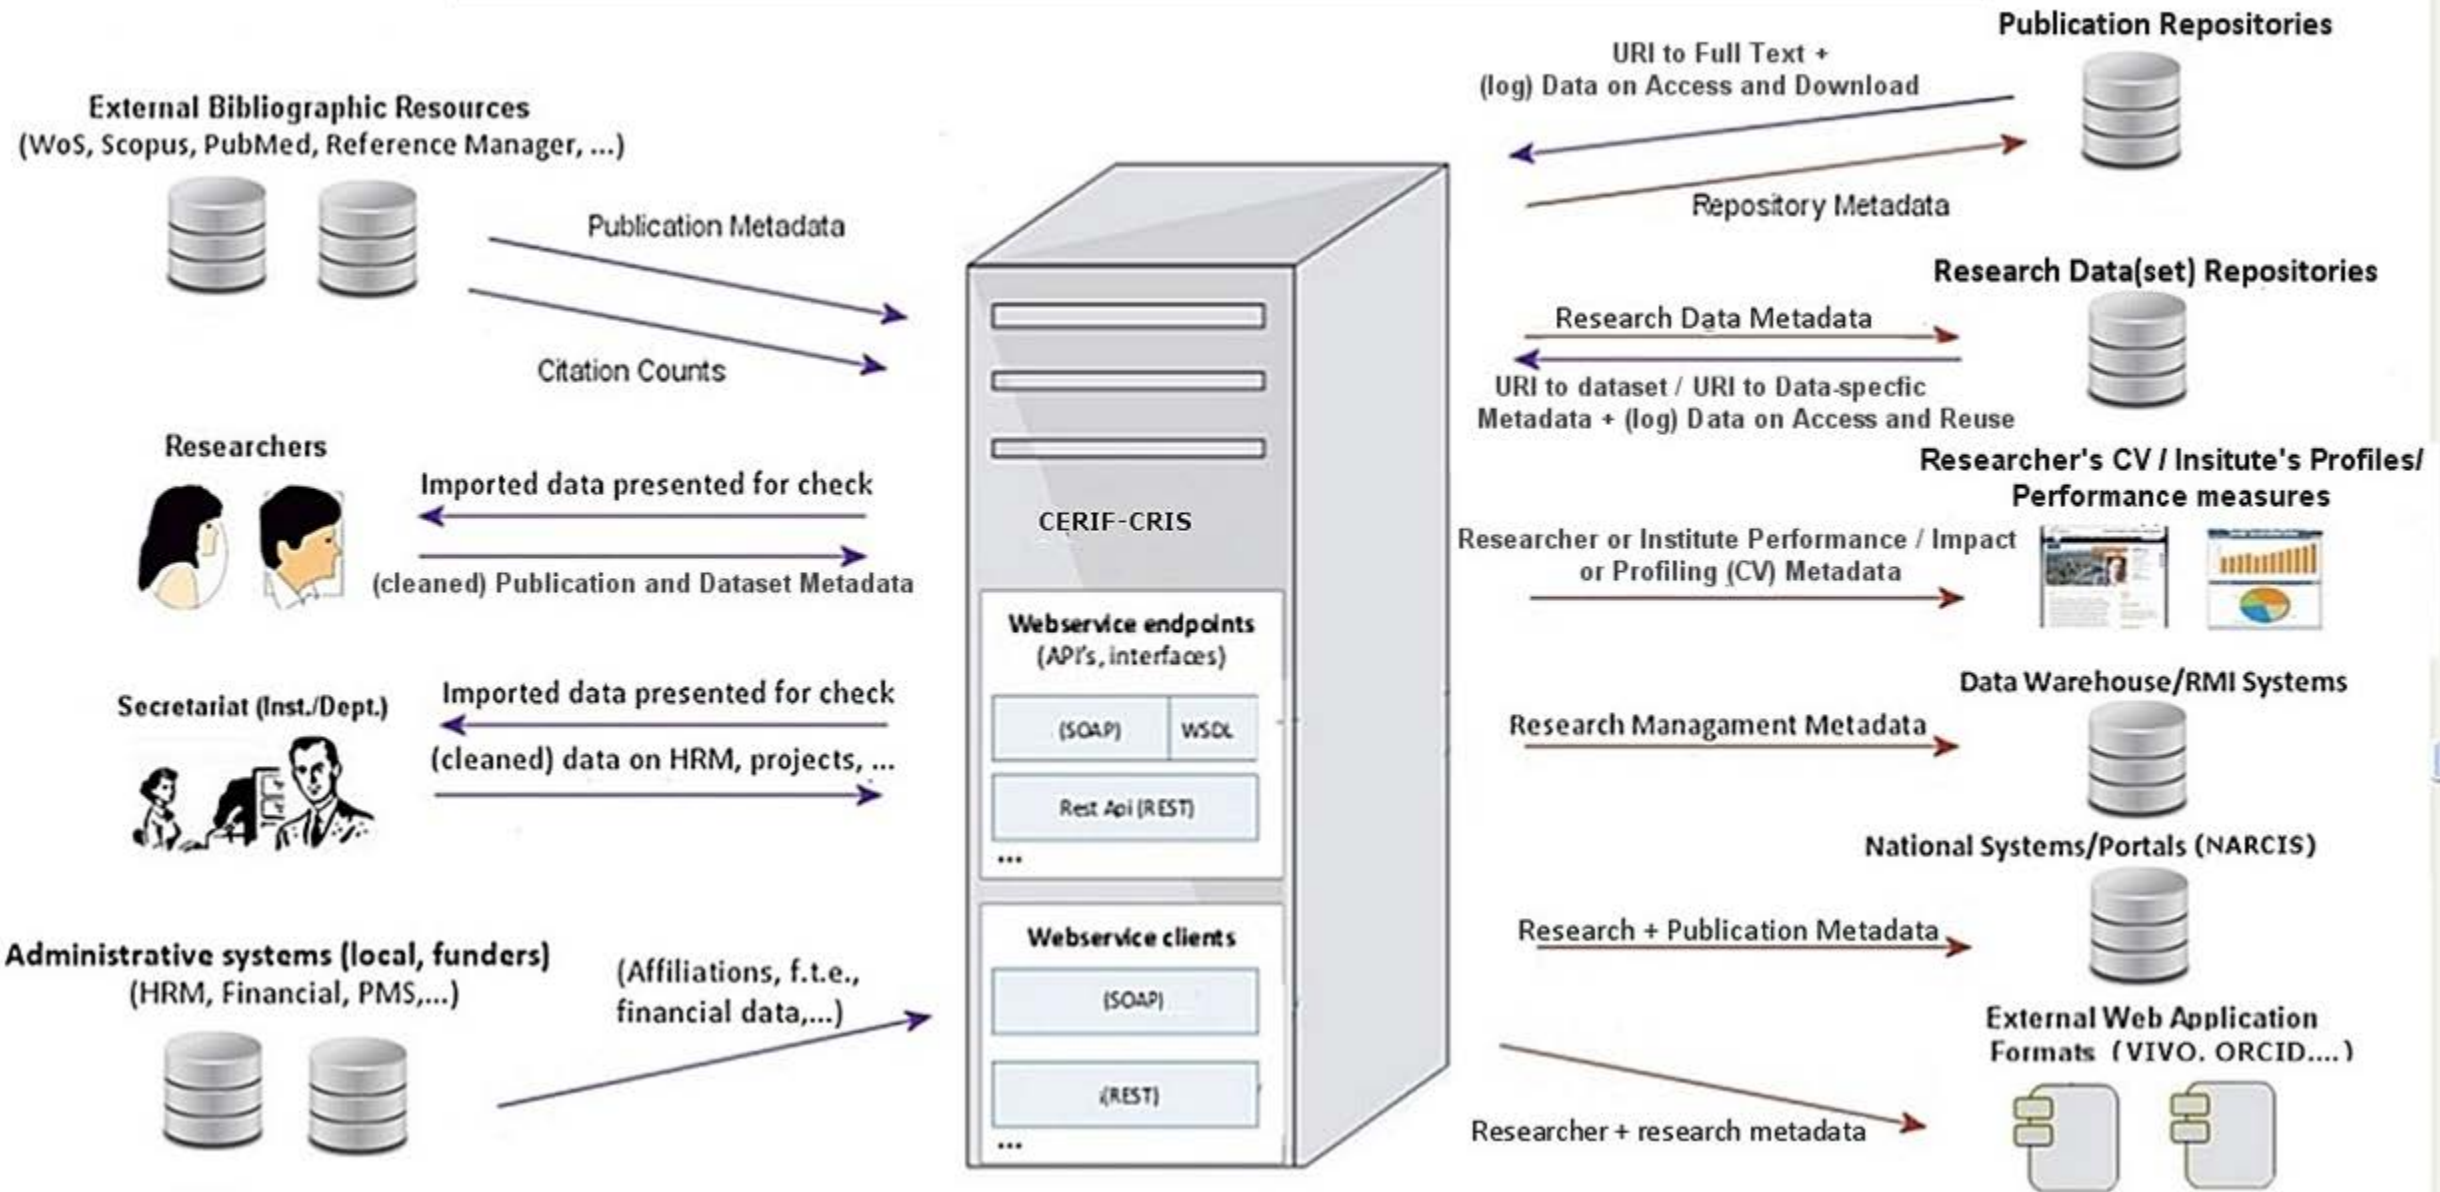 External Bibliographic Resources
(WoS, Scopus, PubMed, Reference Manager, ...)
Publication Metadata
Citation Counts
Researchers
Imported data presented for check
(cleaned) Publication and Dataset Metadata
Secretariat (Inst./Dept.)
Imported data presented for check
(cleaned) data on HRM, projects, ...
Administrative systems (local, funders)
(HRM, Financial, PMS,...)
(Affiliations, f.t.e.,
financial data,...)
CERIF-CRIS
Webservice endpoints
(API's, interfaces)
(SOAP)
WSDL
Rest Api (REST)
...
Webservice clients
(SOAP)
(REST)
...
Publication Repositories
URI to Full Text +
(log) Data on Access and Download
Repository Metadata
Research Data(set) Repositories
Research Data Metadata
URI to dataset / URI to Data-specfic
Metadata + (log) Data on Access and Reuse
Researcher's CV / Insitute's Profiles/
Performance measures
Researcher or Institute Performance / Impact
or Profiling (CV) Metadata
Data Warehouse/RMI Systems
Research Managament Metadata
National Systems/Portals (NARCIS)
Research + Publication Metadata
External Web Application
Formats (VIVO. ORCID....)
Researcher + research metadata